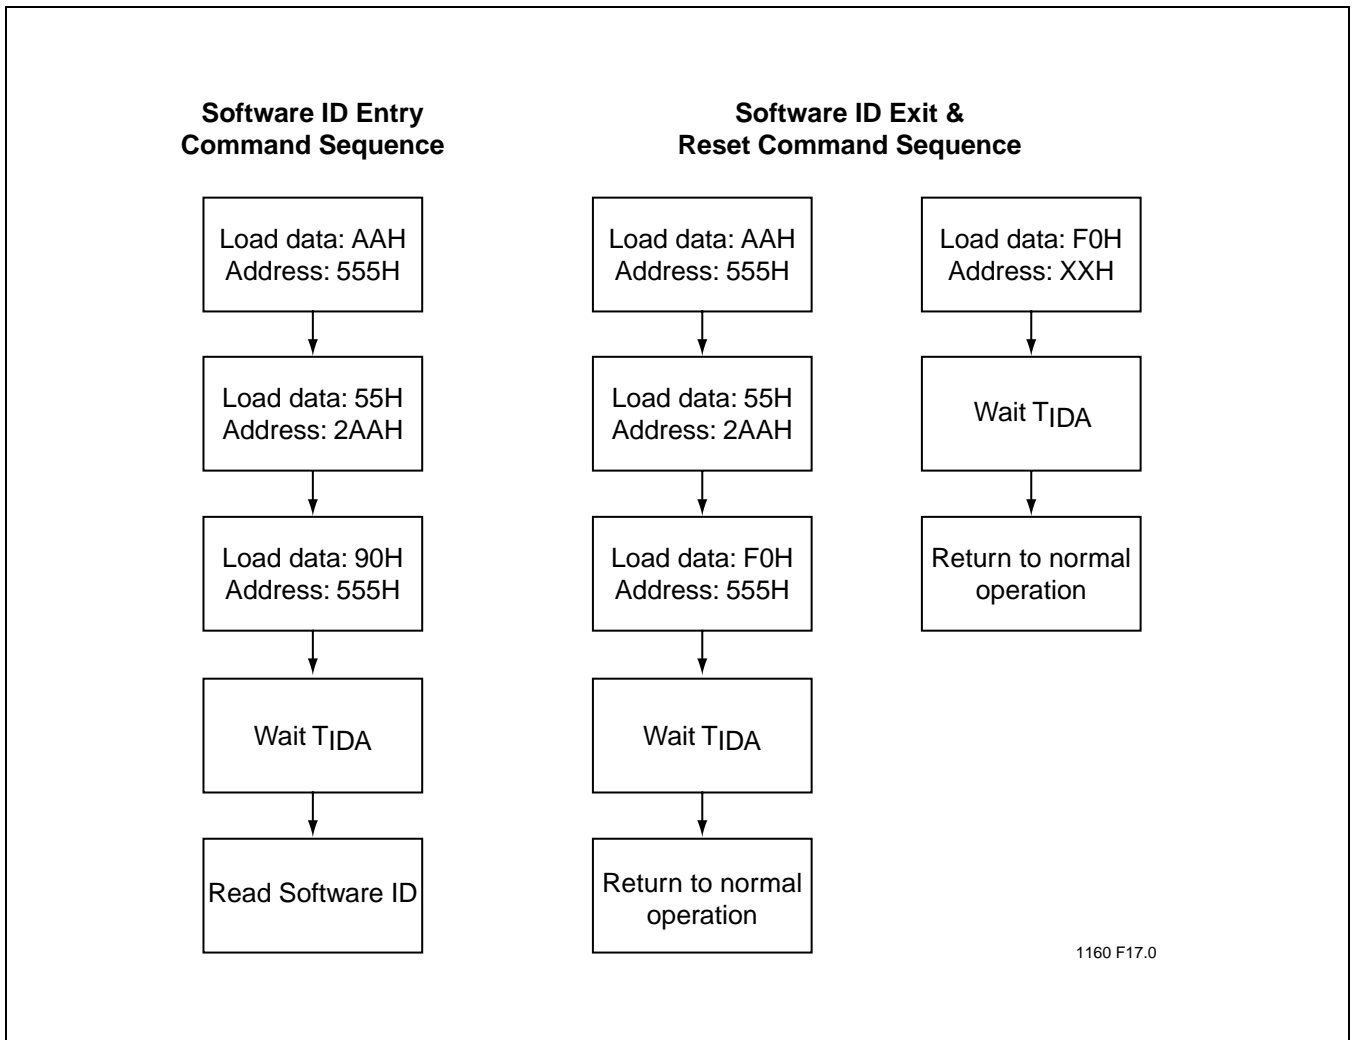 Software ID Entry
Command Sequence
Load data: AAH
Address: 555H
Load data: 55H
Address: 2AAH
Load data: 90H
Address: 555H
Wait TIDA
Read Software ID
Software ID Exit &
Reset Command Sequence
Load data: AAH
Address: 555H
Load data: 55H
Address: 2AAH
Load data: F0H
Address: 555H
Wait TIDA
Return to normal
operation
Load data: F0H
Address: XXH
Wait TIDA
Return to normal
operation
1160 F17.0